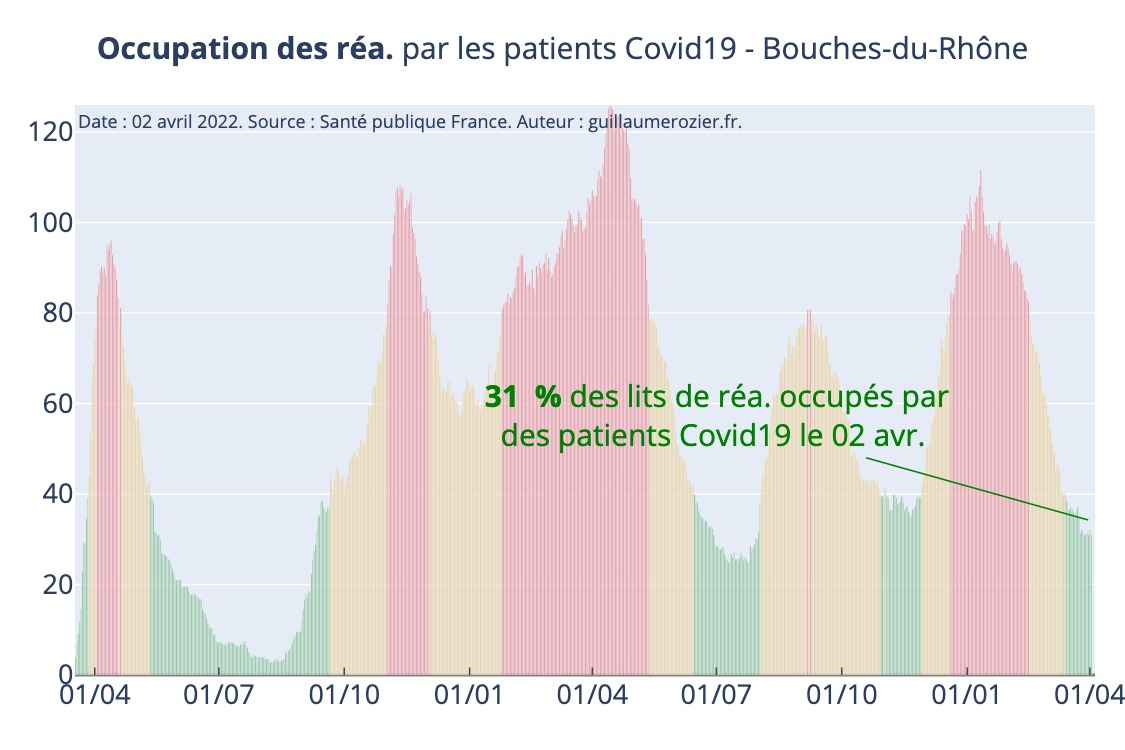 Occupation des réa. par les patients Covid19 - Bouches-du-Rhône
Date : 02 avril 2022. Source : Santé publique France. Auteur : guillaumerozier.fr.
120
100
80
60
40
20
0
31 % des lits de réa. occupés par
des patients Covid19 le 02 avr.
01/04 01/07 01/10 01/01 01/04 01/07 01/10 01/01 01/04